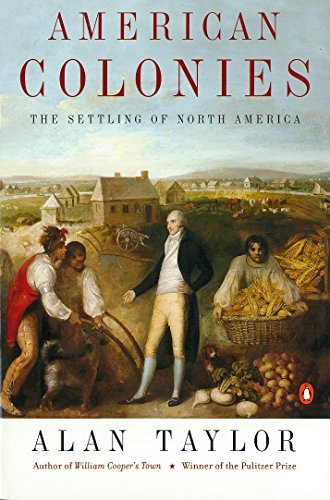 AMERICAN
COLONIES
THE SETTLING OF NORTH AMERICA
ALAN TAYLOR
Author of William Cooper's Town ★ Winner of the Pulitzer Prize